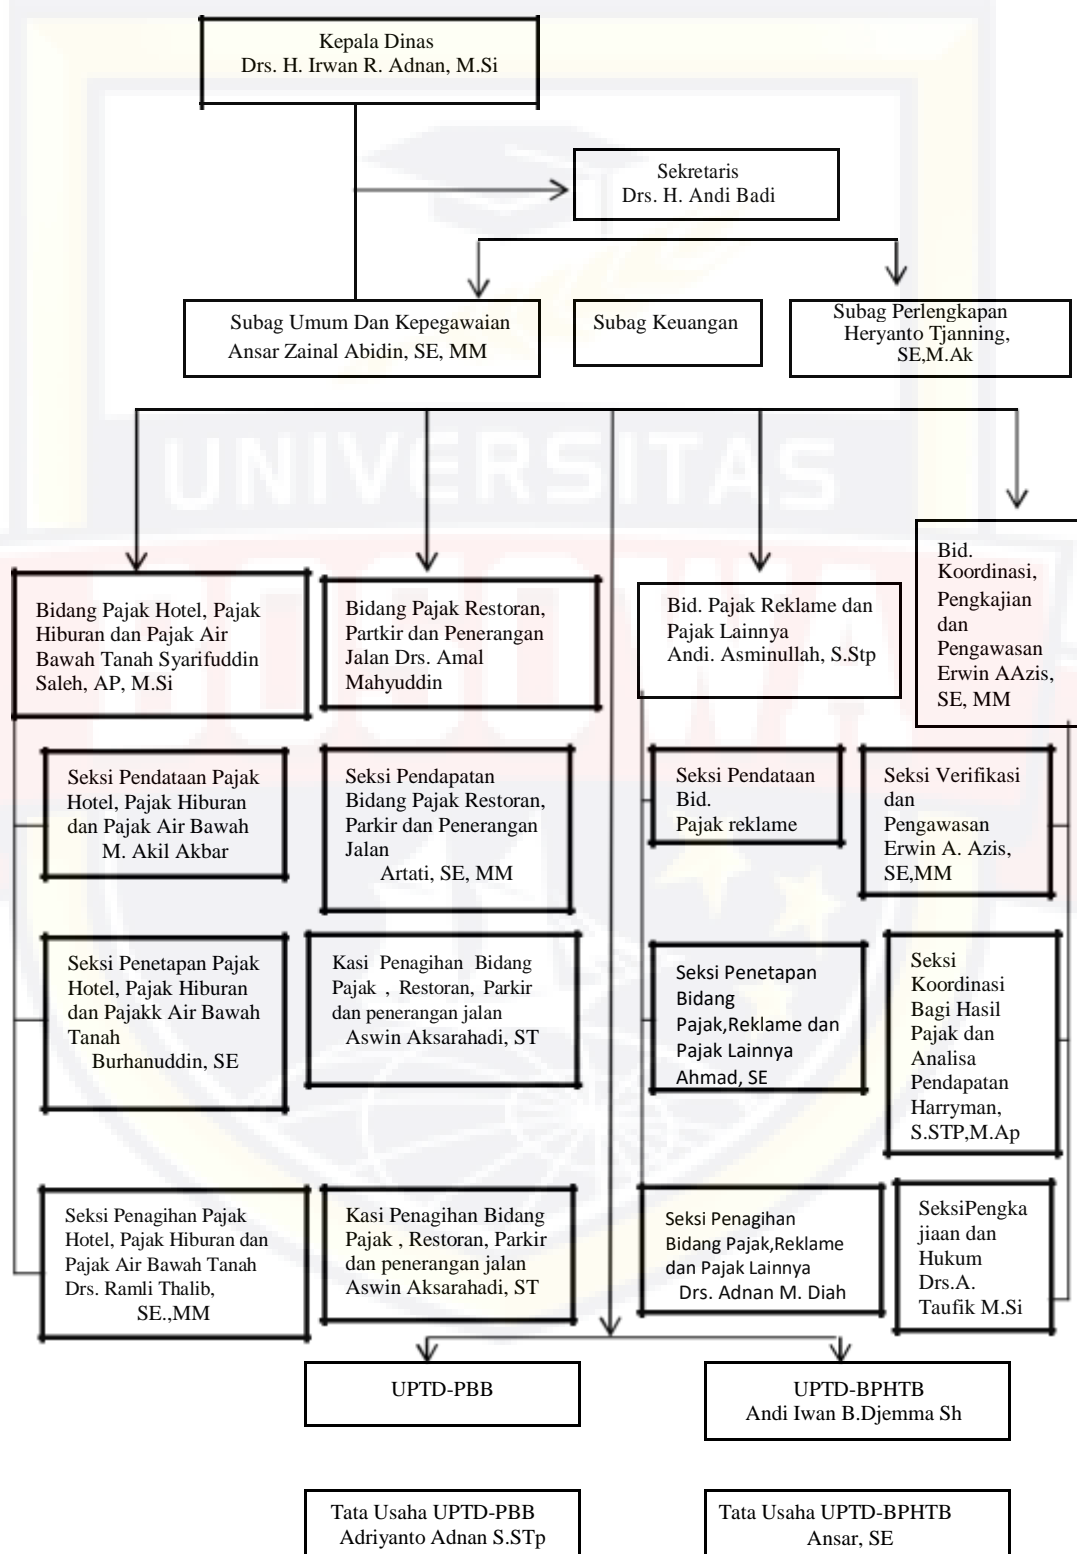 Kepala Dinas
Drs. H. Irwan R. Adnan, M.Si
Sekretaris
Drs. H. Andi Badi
Subag Umum Dan Kepegawaian
Ansar Zainal Abidin, SE, MM
Subag Keuangan
Subag Perlengkapan
Heryanto Tjanning,
SE,M.Ak
UNIVERSITAS
BOSOWA
Bidang Pajak Hotel, Pajak
Hiburan dan Pajak Air
Bawah Tanah Syarifuddin
Saleh, AP, M.Si
Bidang Pajak Restoran,
Partkir dan Penerangan
Jalan Drs. Amal
Mahyuddin
Bid. Pajak Reklame dan
Pajak Lainnya
Andi. Asminullah, S.Stp
Bid.
Koordinasi,
Pengkajian
dan
Pengawasan
Erwin AAzis,
SE, MM
Seksi Pendataan Pajak
Hotel, Pajak Hiburan
dan Pajak Air Bawah
M. Akil Akbar
Seksi Pendapatan
Bidang Pajak Restoran,
Parkir dan Penerangan
Jalan
Artati, SE, MM
Seksi Pendataan
Bid.
Pajak reklame
Seksi Verifikasi
dan
Pengawasan
Erwin A. Azis,
SE,MM
Seksi Penetapan Pajak
Hotel, Pajak Hiburan
dan Pajakk Air Bawah
Tanah
Burhanuddin, SE
Kasi Penagihan Bidang
Pajak , Restoran, Parkir
dan penerangan jalan
Aswin Aksarahadi, ST
Seksi Penetapan
Bidang
Pajak,Reklame dan
Pajak Lainnya
Ahmad, SE
Seksi
Koordinasi
Bagi Hasil
Pajak dan
Analisa
Pendapatan
Harryman,
S.STP,M.Ap
Seksi Penagihan Pajak
Hotel, Pajak Hiburan dan
Pajak Air Bawah Tanah
Drs. Ramli Thalib,
SE.,MM
Kasi Penagihan Bidang
Pajak , Restoran, Parkir
dan penerangan jalan
Aswin Aksarahadi, ST
Seksi Penagihan
Bidang Pajak,Reklame
dan Pajak Lainnya
Drs. Adnan M. Diah
SeksiPengka
jiaan dan
Hukum
Drs.A.
Taufik M.Si
UPTD-PBB
UPTD-BPHTB
Andi Iwan B.Djemma Sh
Tata Usaha UPTD-PBB
Adriyanto Adnan S.STp
Tata Usaha UPTD-BPHTB
Ansar, SE